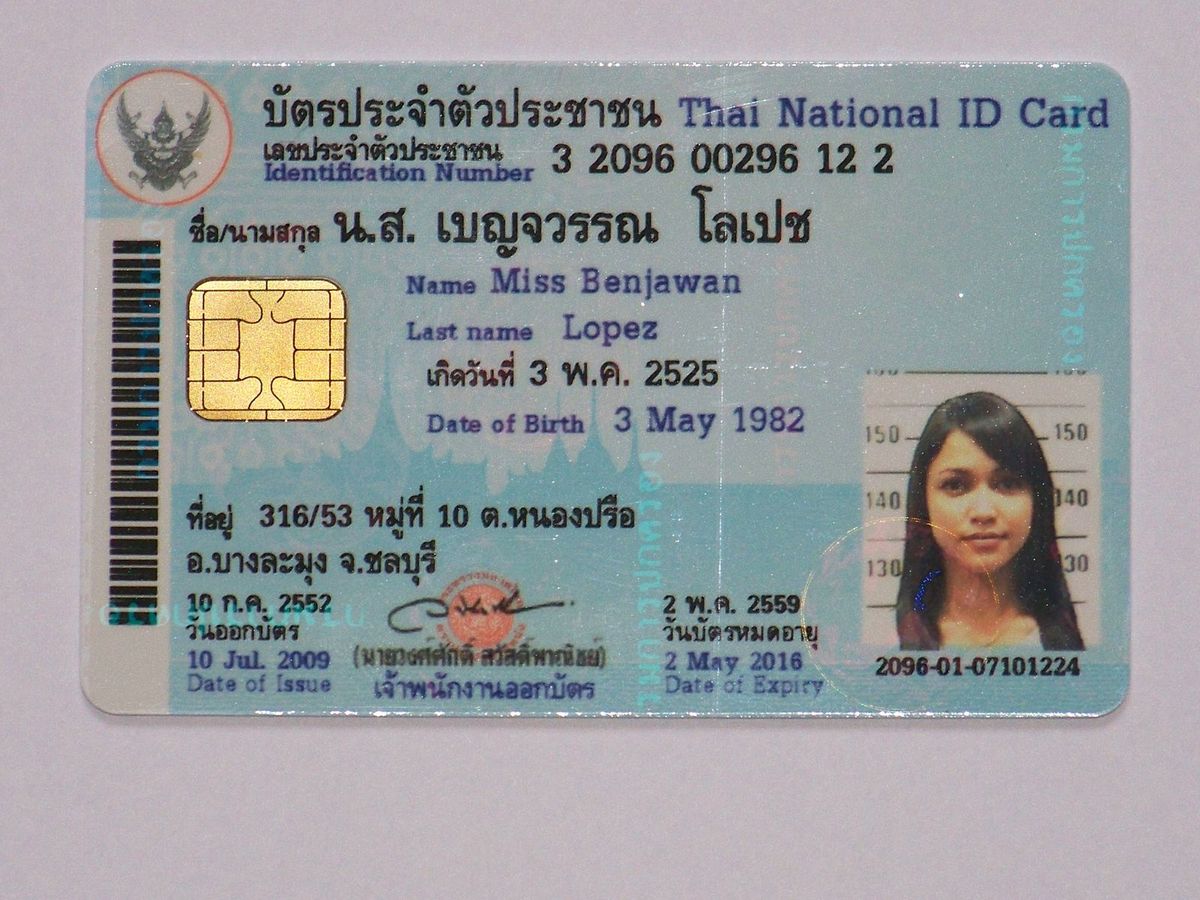 บัตรประจำตัวประชาชน Thai National ID Card
เลขประจำตัวประชาชน
Identification Number 3 2096 00296 12 2
ชื่อ/นามสกุล น.ส. เบญจวรรณ โลเปซ
Name Miss Benjawan
Last name Lopez
เกิดวันที่ 3 พ.ค. 2525
Date of Birth 3 May 1982
150 150
140 140
130 30
ที่อยู่ 316/53 หมู่ที่ 10 ต.หนองปรือ
อ.บางละมุง จ.ชลบุรี
10 ก.ค. 2552
วันออกบัตร
10 Jul. 2009
Date of Issue
(นายวงศ์ศักดิ์ สวัสดิ์พาณิชย์)
เจ้าพนักงานออกบัตร
2 พ.ค. 2559
วันบัตรหมดอายุ
2 May 2016
Date of Expiry
2096-01-07101224